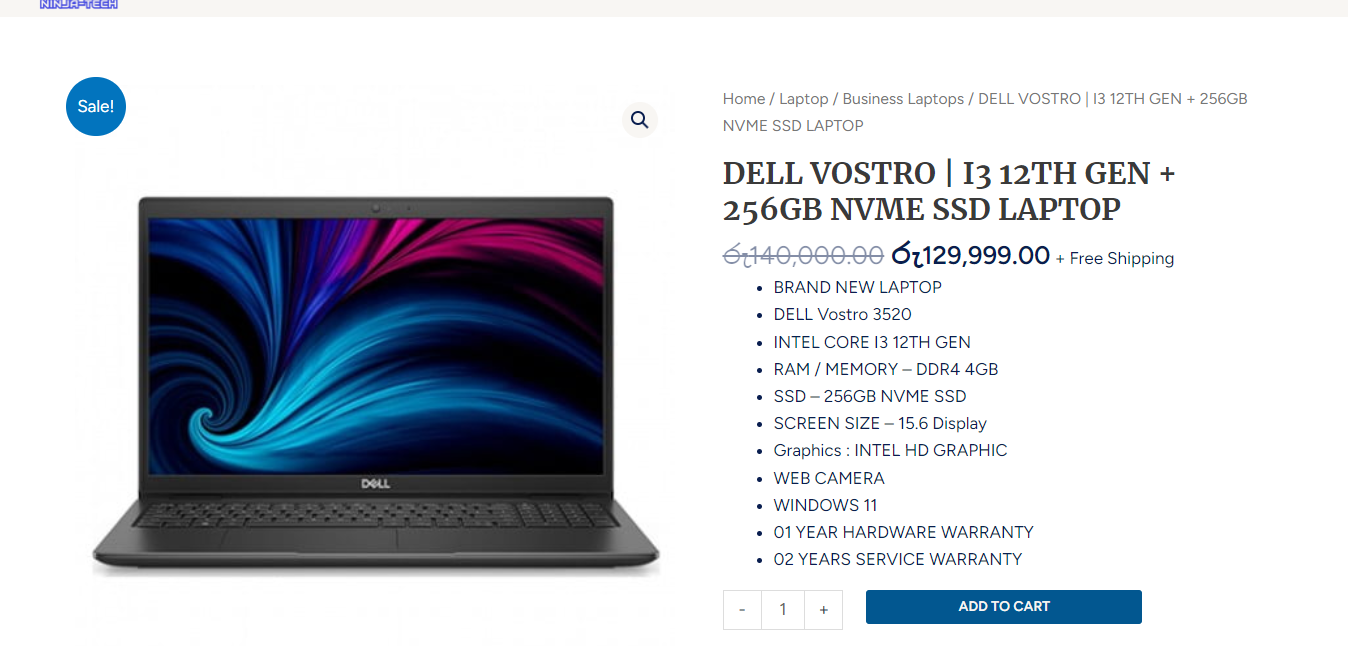 NINJA-TECH
Sale!
Home / Laptop / Business Laptops / DELL VOSTRO | I3 12TH GEN + 256GB
NVME SSD LAPTOP
DELL VOSTRO | I3 12TH GEN +
256GB NVME SSD LAPTOP
රු140,000.00 රු129,999.00 + Free Shipping
BRAND NEW LAPTOP
DELL Vostro 3520
INTEL CORE I3 12TH GEN
RAM / MEMORY – DDR4 4GB
SSD – 256GB NVME SSD
SCREEN SIZE – 15.6 Display
Graphics : INTEL HD GRAPHIC
WEB CAMERA
WINDOWS 11
01 YEAR HARDWARE WARRANTY
02 YEARS SERVICE WARRANTY
- 1 +
ADD TO CART
DELL